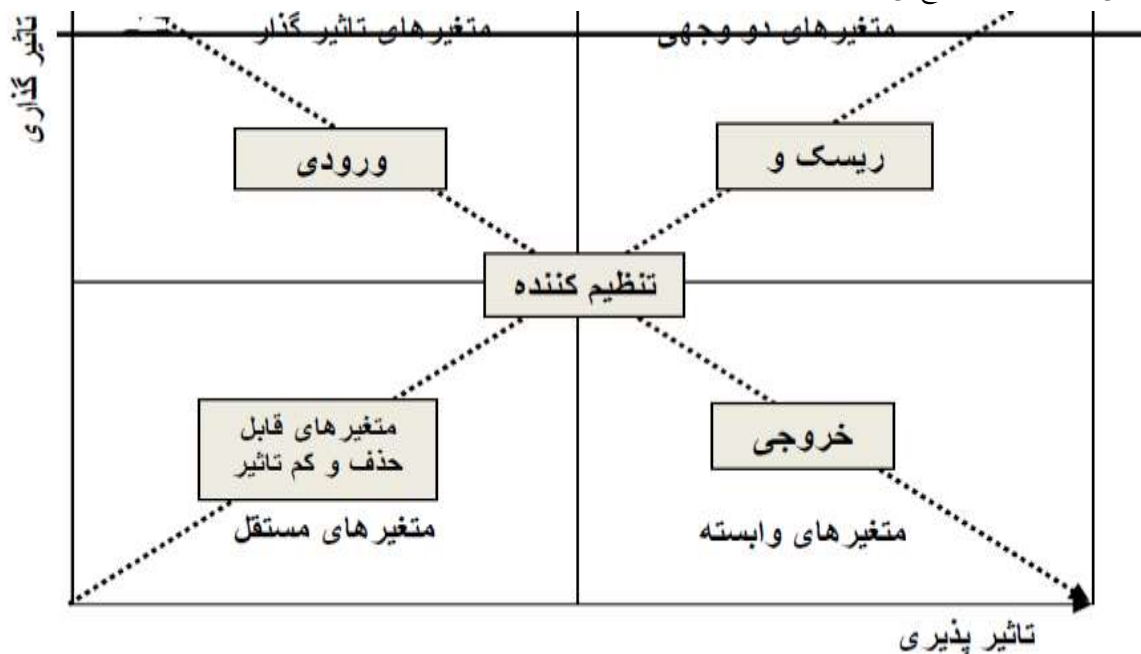 تاثیر گذاری
متغیرهای دو وجهی
متغیرهای تاثیر گذار
ریسک و
ورودی
تنظیم کننده
خروجی
متغیرهای قابل
حذف و کم تاثیر
متغیرهای وابسته
متغیرهای مستقل
تاثیر پذیری